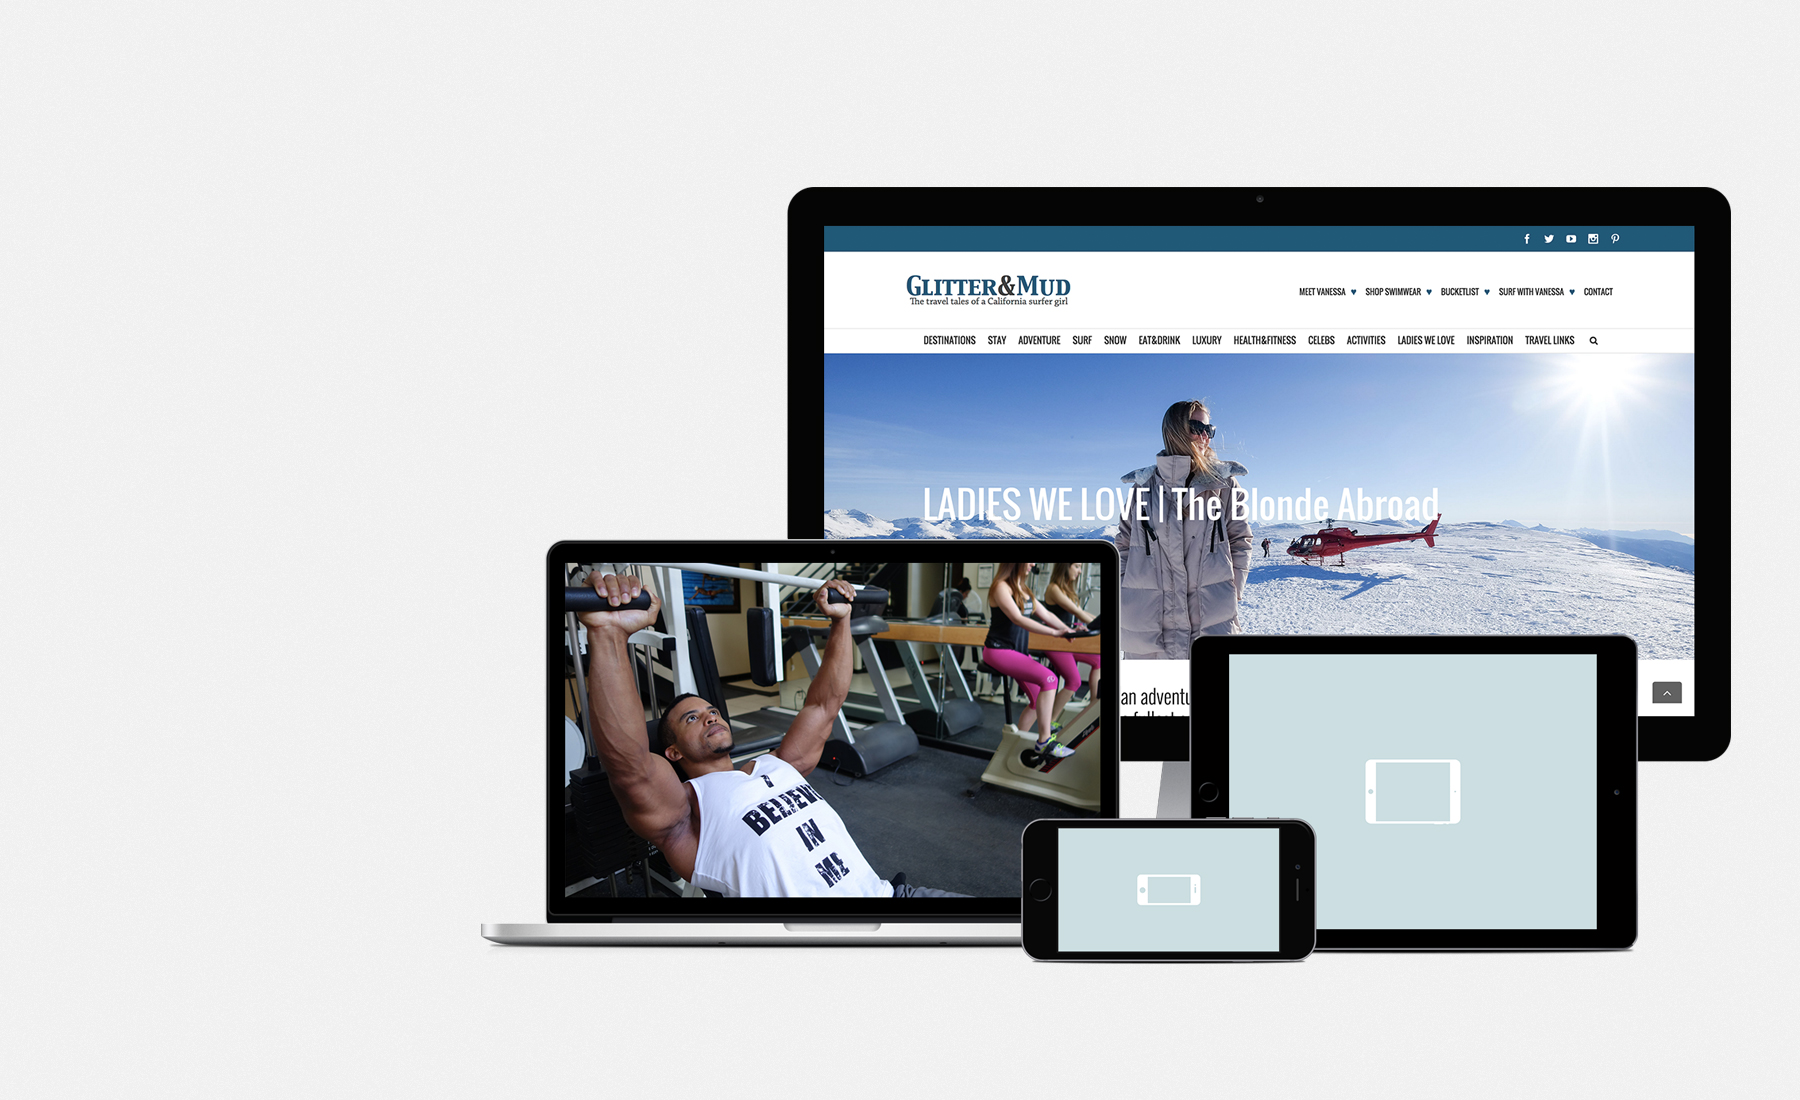 GLITTER&MUD
The travel tales of a California surfer girl
MEET VANESSA ♥ SHOP SWIMWEAR ♥ BUCKETLIST ♥ SURF WITH VANESSA ♥ CONTACT
DESTINATIONS STAY ADVENTURE SURF SNOW EAT&DRINK LUXURY HEALTH&FITNESS CELEBS ACTIVITIES LADIES WE LOVE INSPIRATION TRAVEL LINKS
LADIES WE LOVE | The Blonde Abroad
an adventu
I
BELIEVE
IN
ME